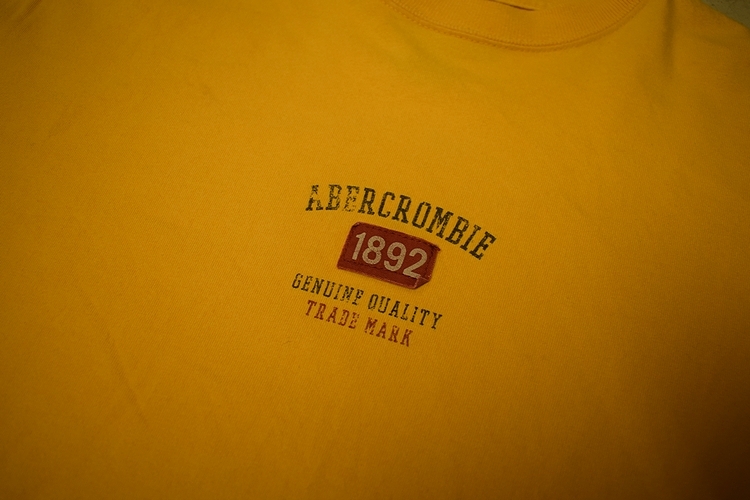 ABERCROMBIE
1892
GENUINE QUALITY
TRADE MARK